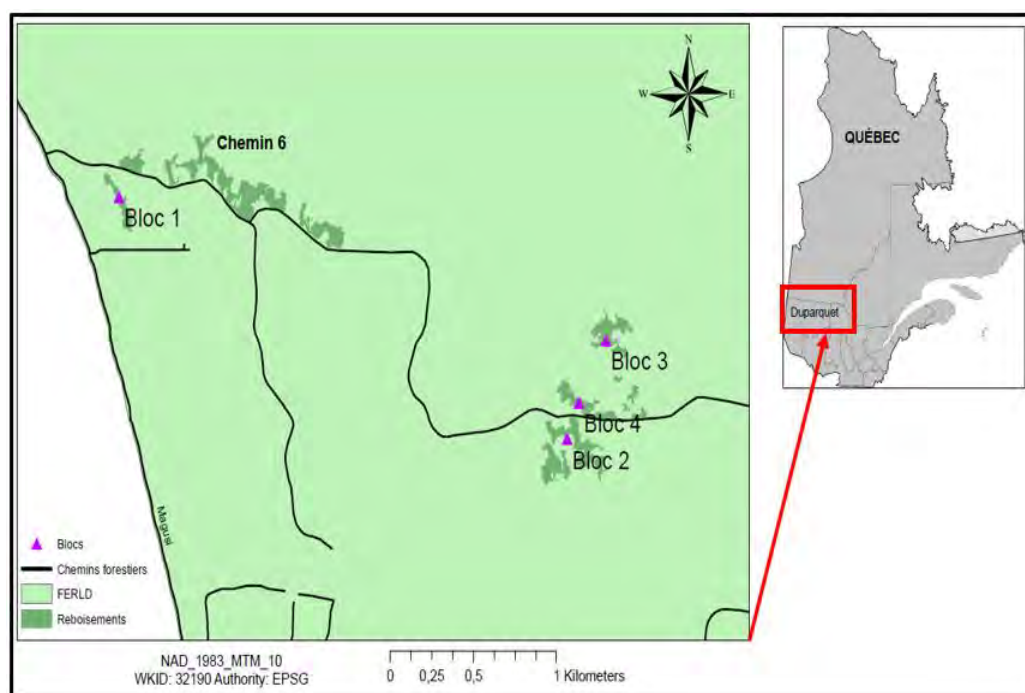 N
W
E
S
Chemin 6
Bloc 1
Bloc 3
Bloc 4
Bloc 2
Magusi
Blocs
Chemins forestiers
FERLD
Reboisements
NAD_1983_MTM_10
WKID: 32190 Authority: EPSG
0 0,25 0,5 1 Kilometers
QUÉBEC
Duparquet